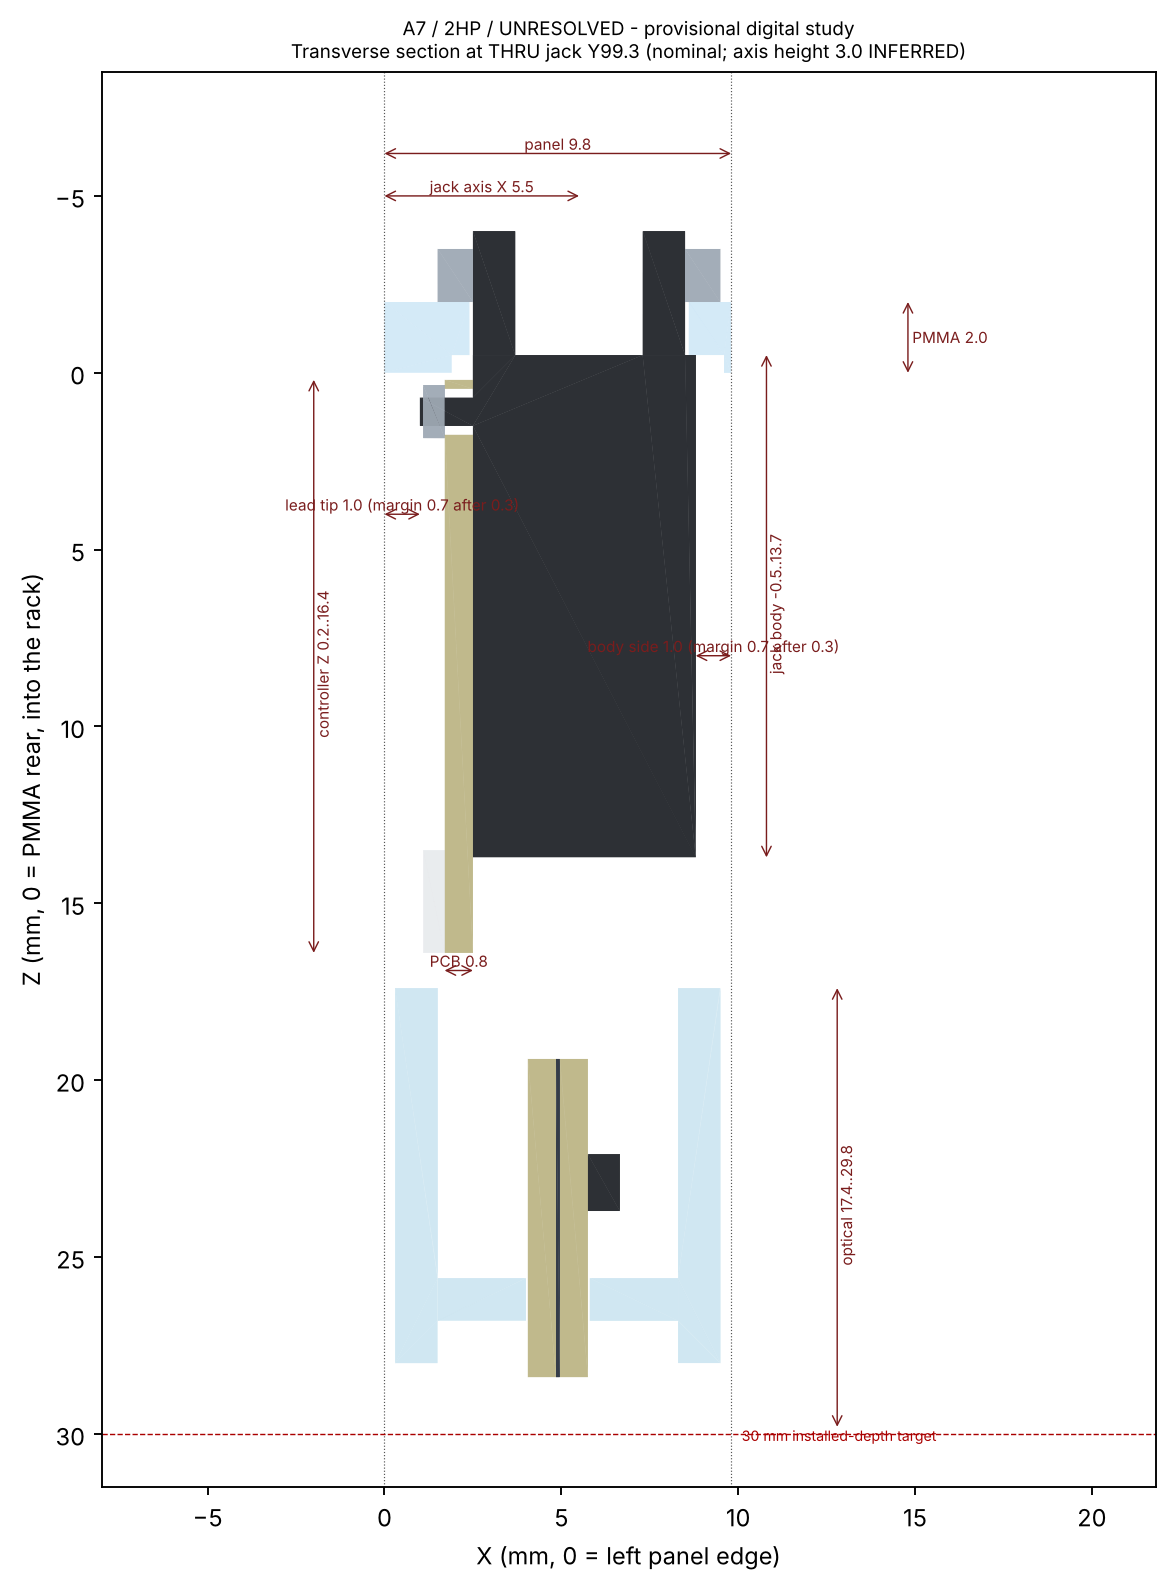 A7 / 2HP / UNRESOLVED - provisional digital study
Transverse section at THRU jack Y99.3 (nominal; axis height 3.0 INFERRED)
panel 9.8
jack axis X 5.5
PMMA 2.0
lead tip 1.0 (margin 0.7 after 0.3)
controller Z 0.2..16.4
jack body -0.5..13.7
body side 1.0 (margin 0.7 after 0.3)
PCB 0.8
optical 17.4..29.8
30 mm installed-depth target
Z (mm, 0 = PMMA rear, into the rack)
−5
0
5
10
15
20
25
30
−5
0
5
10
15
20
X (mm, 0 = left panel edge)